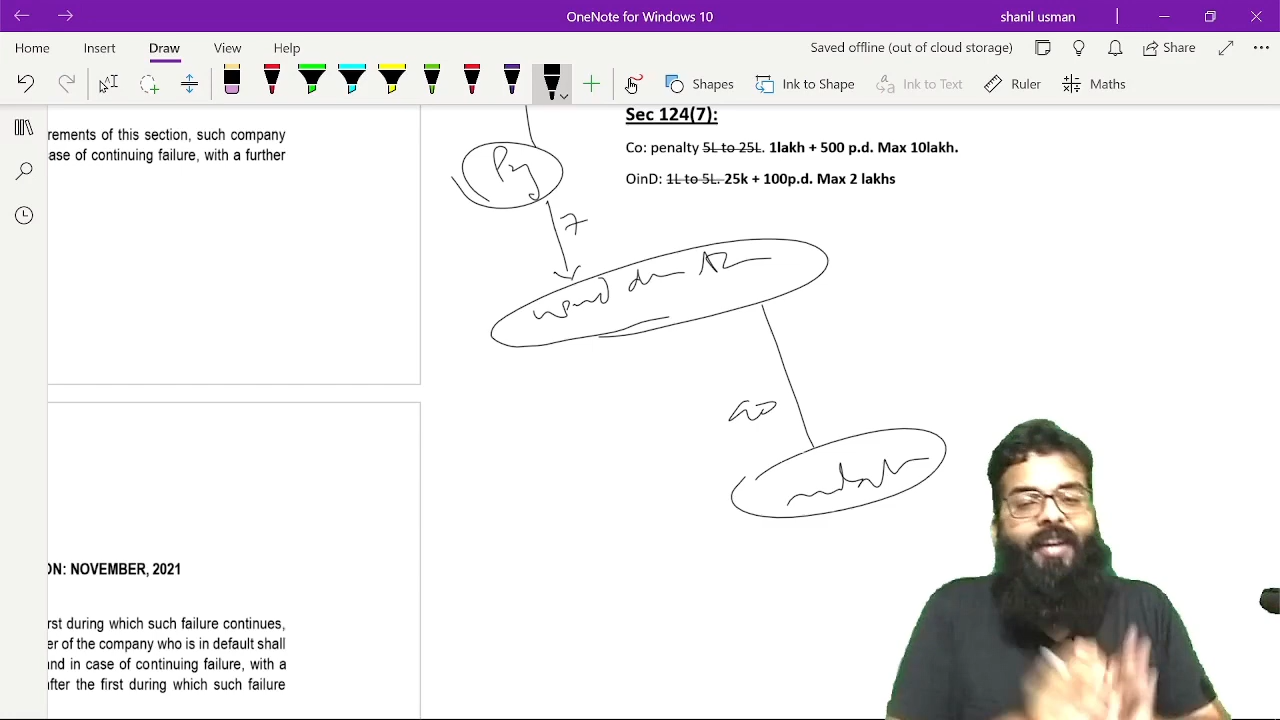 OneNote for Windows 10
shanil usman
Home Insert Draw View Help
Saved offline (out of cloud storage)
Share
Shapes
Ink to Shape
Ink to Text
Ruler
Maths
rements of this section, such company
ase of continuing failure, with a further
Sec 124(7):
Co: penalty 5L to 25L. 1lakh + 500 p.d. Max 10lakh.
OinD: 1L to 5L. 25k + 100p.d. Max 2 lakhs
7
ON: NOVEMBER, 2021
rst during which such failure continues,
er of the company who is in default shall
and in case of continuing failure, with a
after the first during which such failure